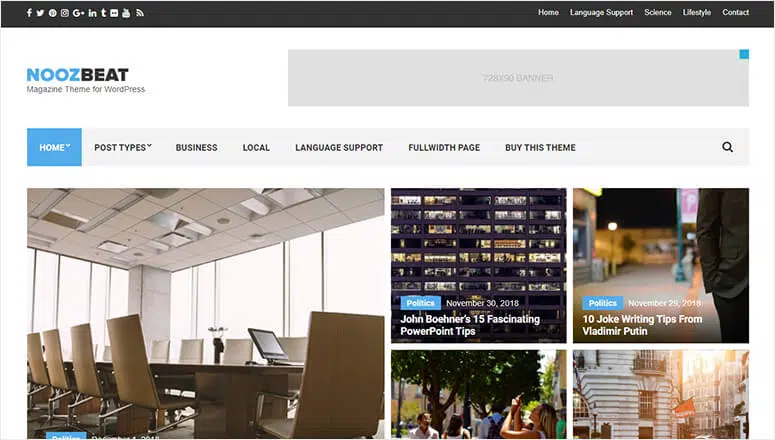 Home Language Support Science Lifestyle Contact
NOOZBEAT
Magazine Theme for WordPress
728X90 BANNER
HOME POST TYPES BUSINESS LOCAL LANGUAGE SUPPORT FULLWIDTH PAGE BUY THIS THEME
Politics November 30, 2018
John Boehner's 15 Fascinating
PowerPoint Tips
Politics November 29, 2018
10 Joke Writing Tips From
Vladimir Putin
Politics December 1, 2018